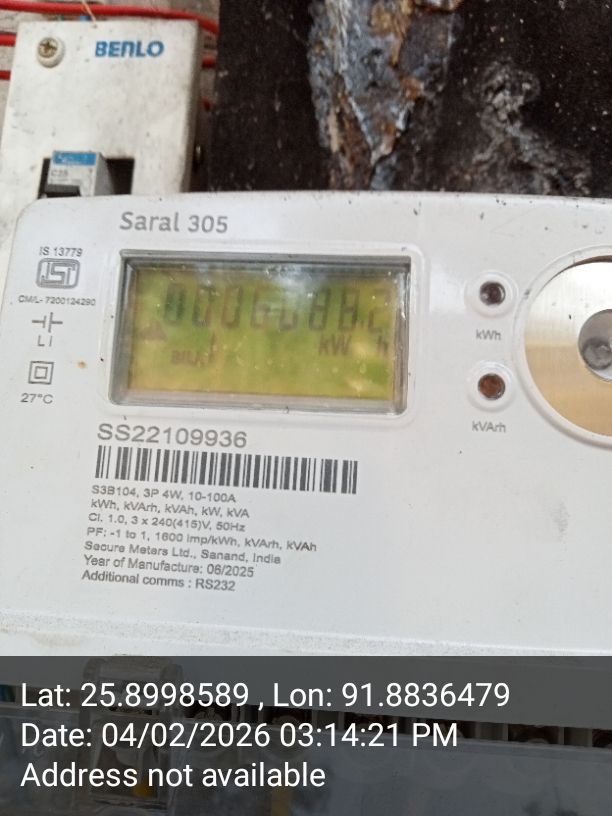 BENLO
C25
Saral 305
IS 13779
CM/L- 7200124290
LI
27°C
kW h
kWh
kVArh
SS22109936
S3B104, 3P 4W, 10-100A
kWh, kVArh, kVAh, kW, kVA
Cl. 1.0, 3 x 240(415)V, 50Hz
PF: -1 to 1, 1600 imp/kWh, kVArh, kVAh
Secure Meters Ltd., Sanand, India
Year of Manufacture: 06/2025
Additional comms : RS232
Lat: 25.8998589 , Lon: 91.8836479
Date: 04/02/2026 03:14:21 PM
Address not available